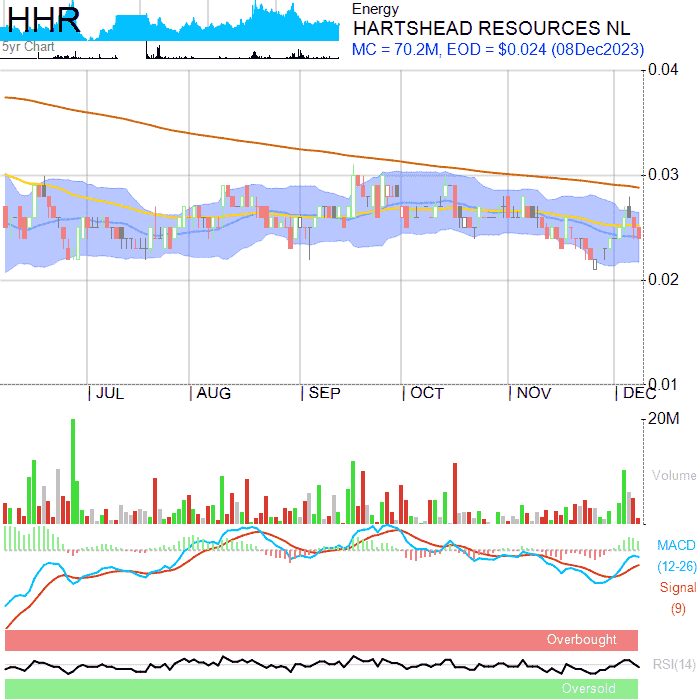 HHR
5yr Chart
Energy
HARTSHEAD RESOURCES NL
MC = 70.2M, EOD = $0.024 (08Dec2023)
0.04
0.03
0.02
0.01
JUL AUG SEP OCT NOV DEC
20M
Volume
MACD
(12-26)
Signal
(9)
Overbought
RSI(14)
Oversold